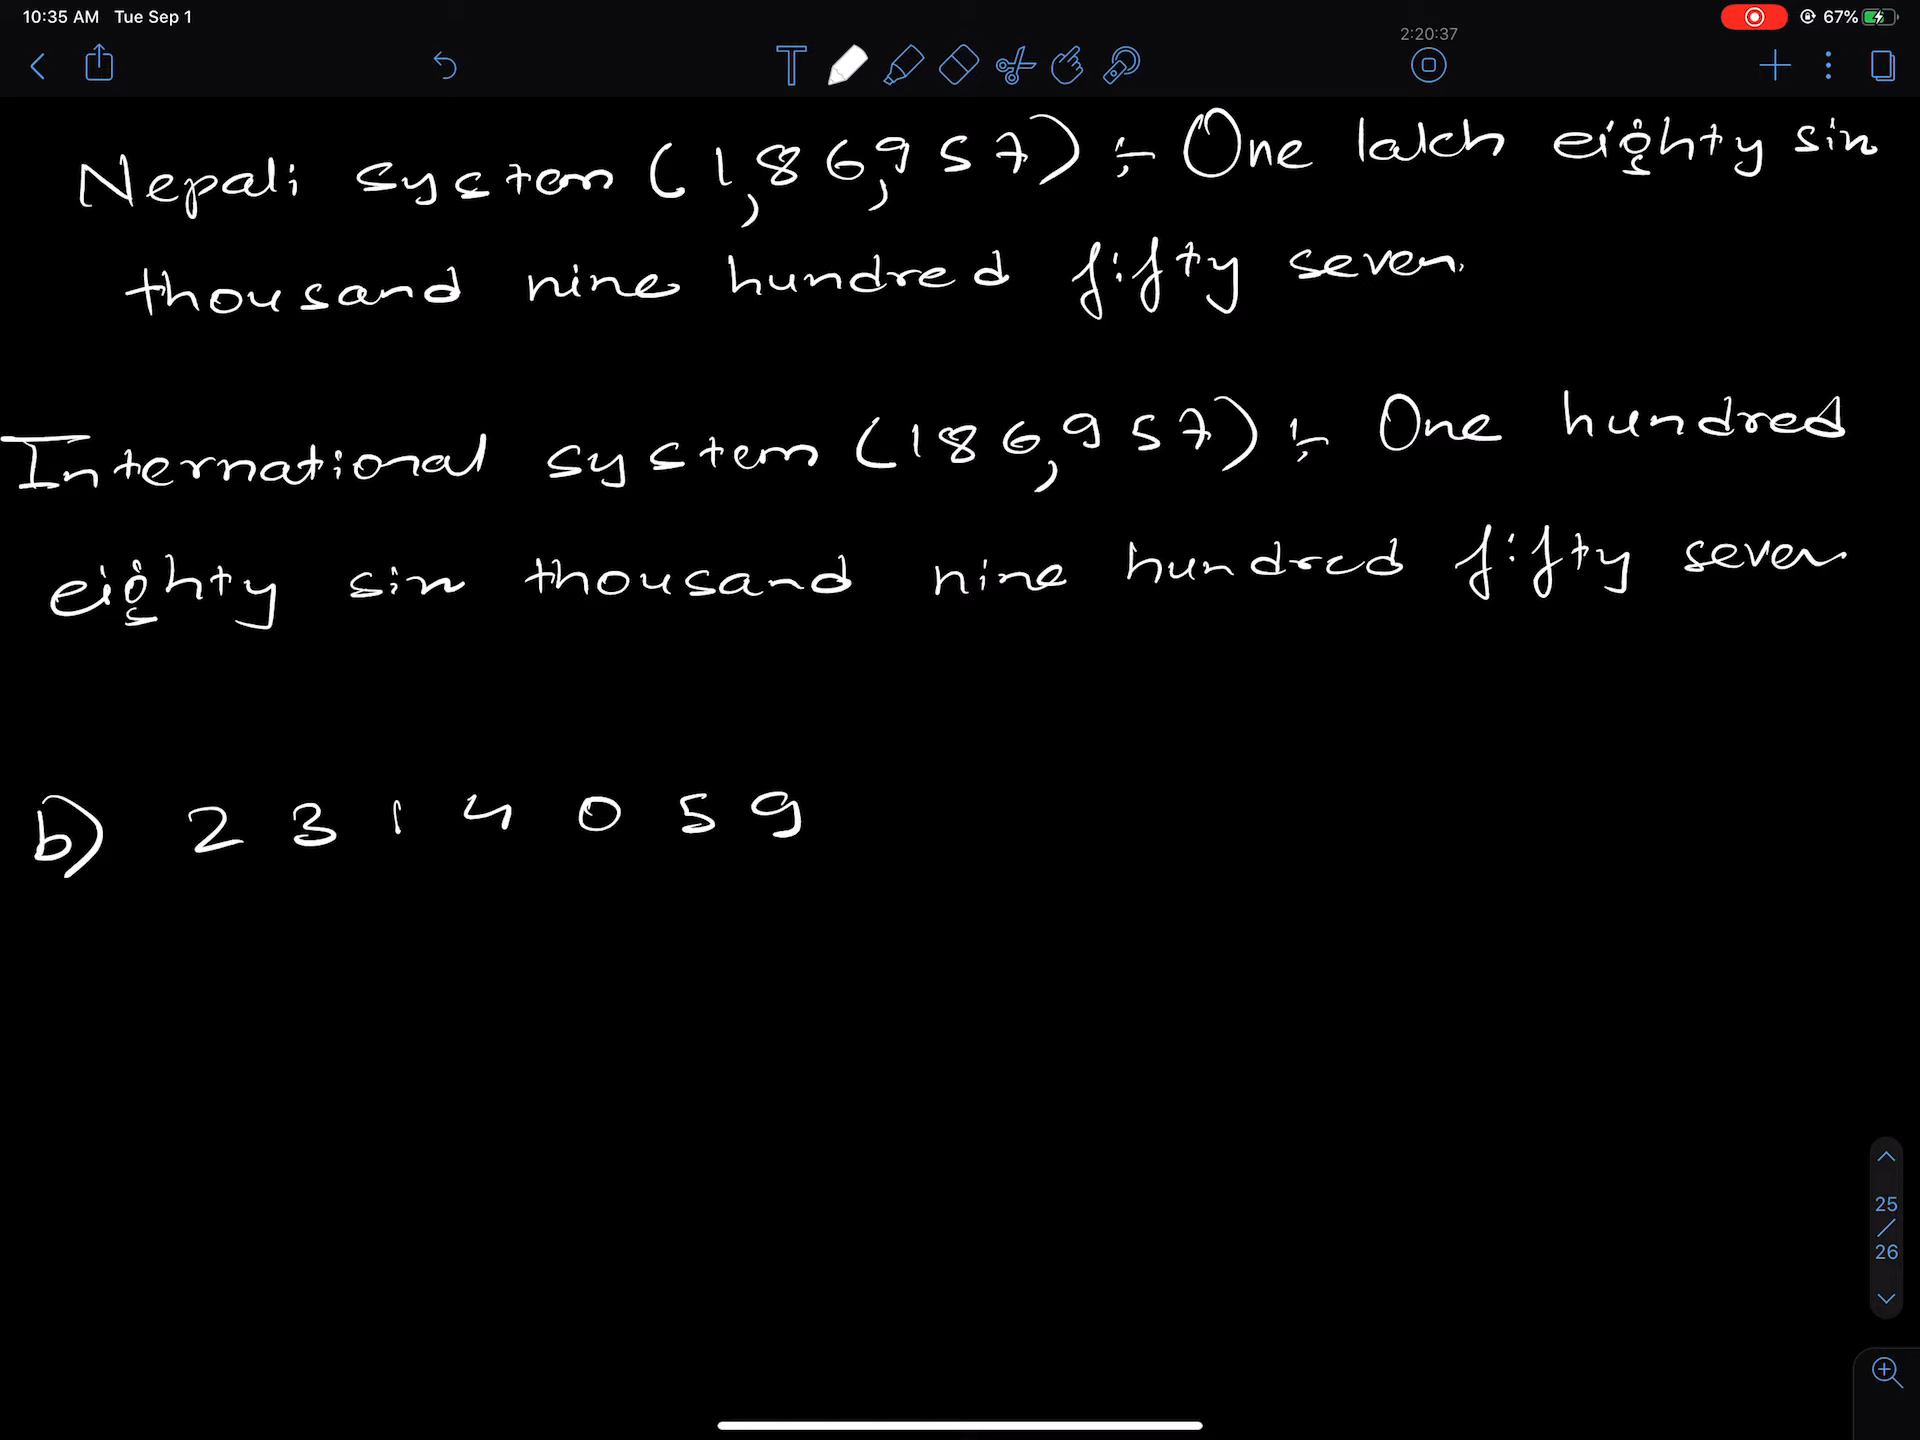 10:35 AM Tue Sep 1
67%
2:20:37
T
Nepali system (1,86,957) :- One lakh eighty six
thousand nine hundred fifty seven.
International system (186,957) :- One hundred
eighty six thousand nine hundred fifty seven
b) 2 3 1 4 0 5 9
25
/
26